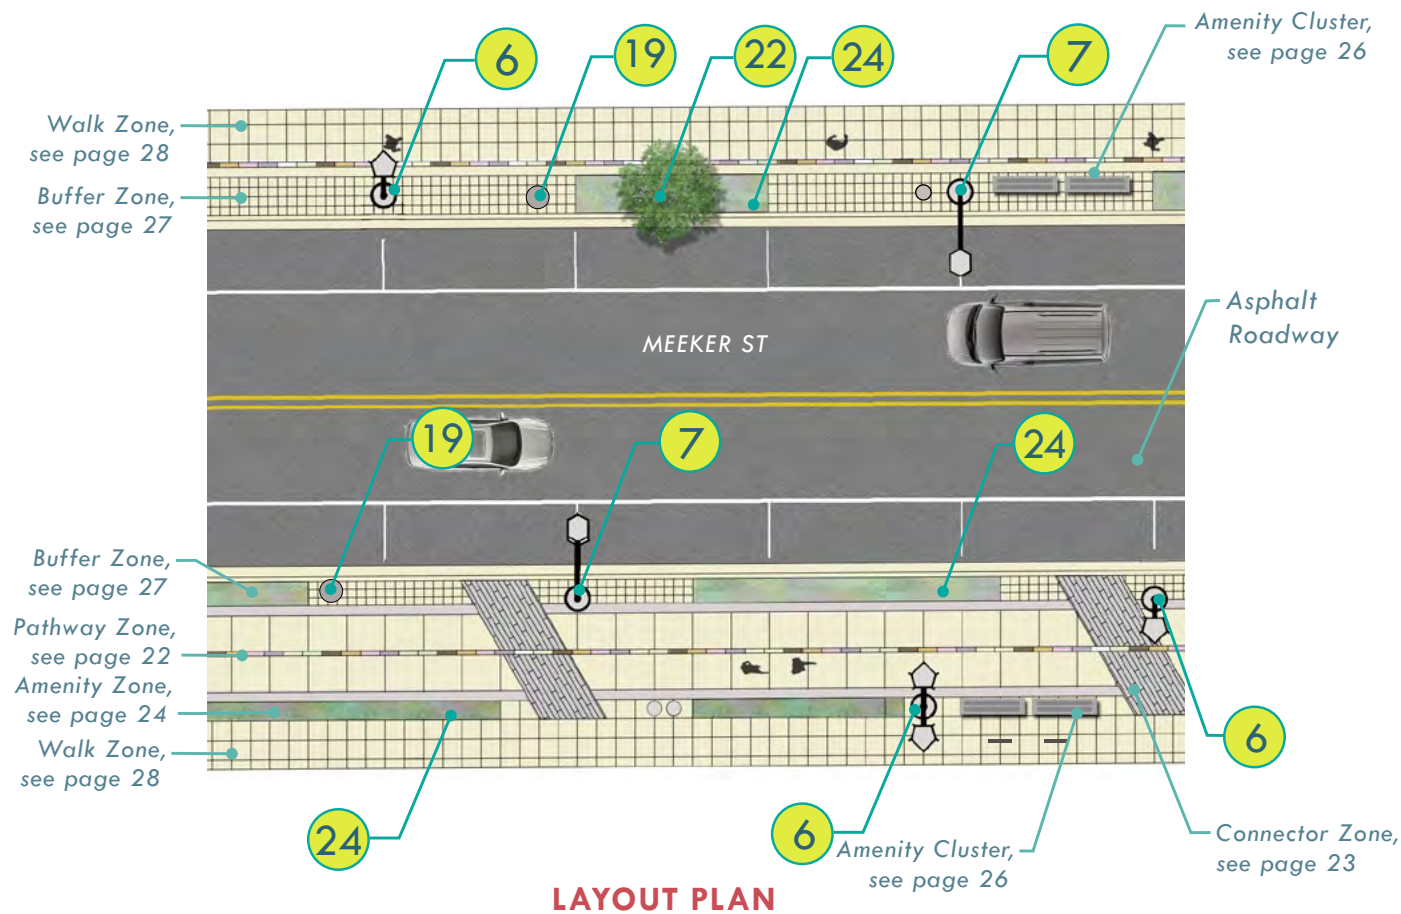 6
19
22
24
7
Amenity Cluster,
see page 26
Walk Zone,
see page 28
Buffer Zone,
see page 27
MEEKER ST
Asphalt
Roadway
19
7
24
Buffer Zone,
see page 27
Pathway Zone,
see page 22
Amenity Zone,
see page 24
Walk Zone,
see page 28
24
6
Amenity Cluster,
see page 26
6
Connector Zone,
see page 23
LAYOUT PLAN